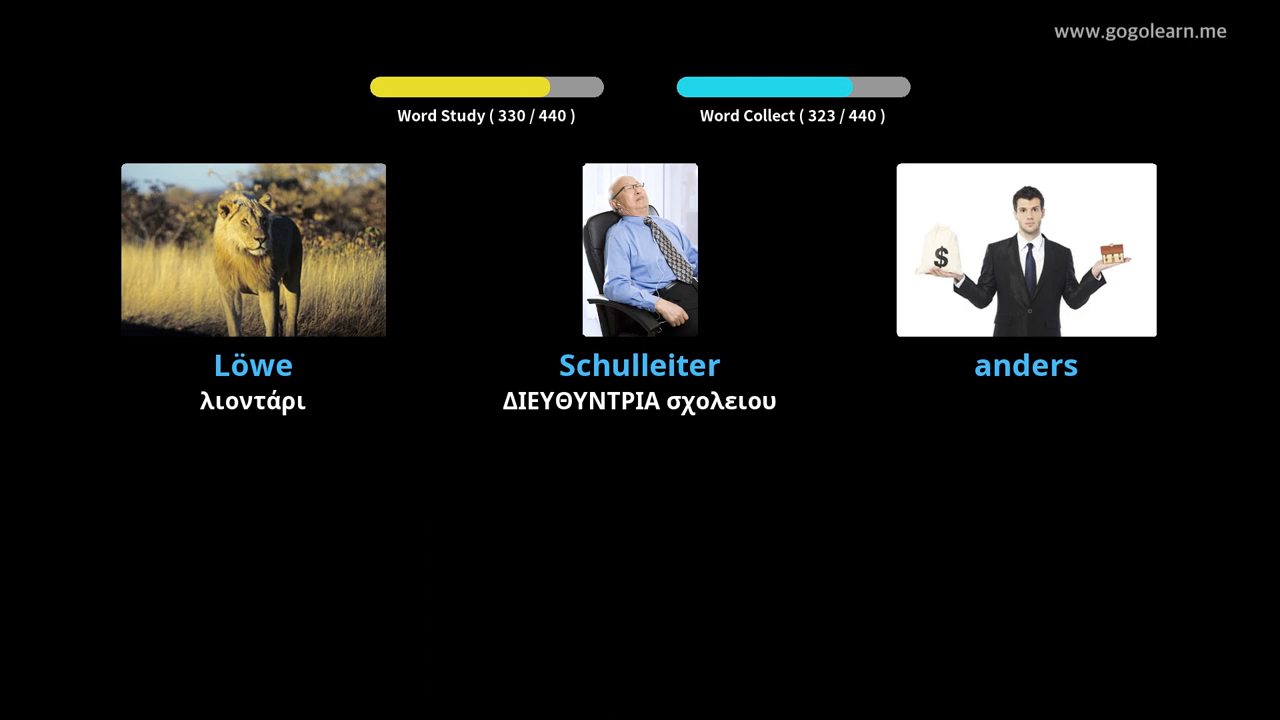 www.gogolearn.me
Word Study ( 330 / 440 )
Word Collect ( 323 / 440 )
$
Löwe
Schulleiter
anders
λιοντάρι
ΔΙΕΥΘΥΝΤΡΙΑ σχολειου